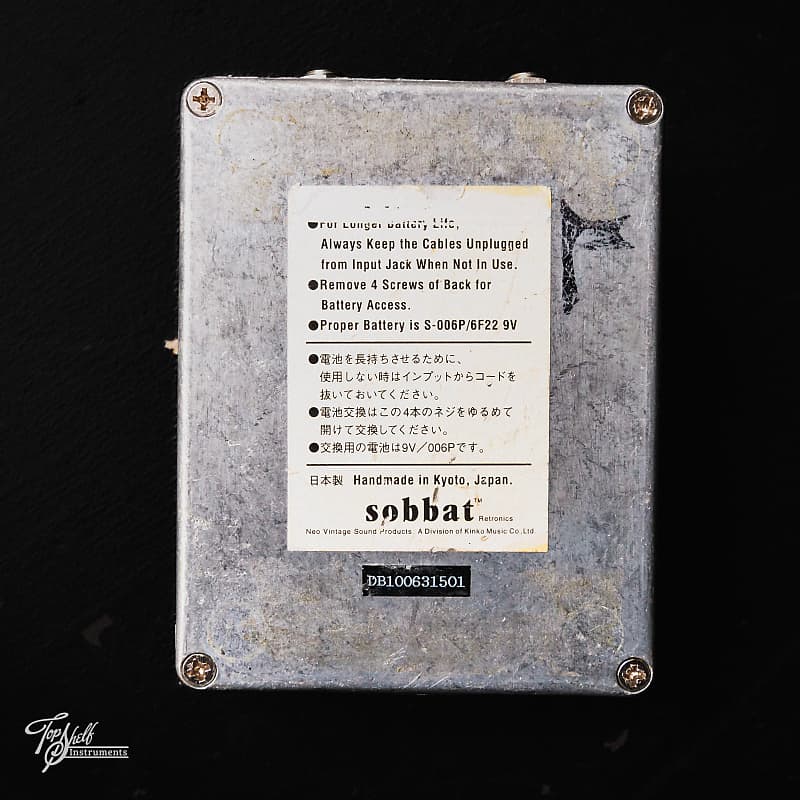 ●For Longer Battery Life,
Always Keep the Cables Unplugged
from Input Jack When Not In Use.
●Remove 4 Screws of Back for
Battery Access.
●Proper Battery is S-006P/6F22 9V
●電池を長持ちさせるために、
使用しない時はインプットからコードを
抜いておいてください。
●電池交換はこの4本のネジをゆるめて
開けて交換してください。
●交換用の電池は9V／006Pです。
日本製 Handmade in Kyoto, Japan.
sobbat™ Retronics
Neo Vintage Sound Products. A Division of Kinko Music Co., Ltd.
DB100631501
Top Shelf
Instruments